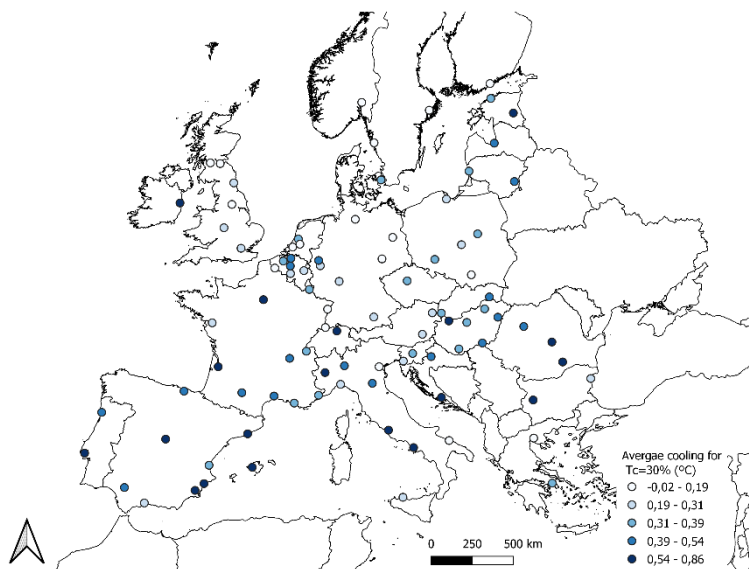 Avergae cooling for
Tc=30% (ºC)
-0,02 - 0,19
0,19 - 0,31
0,31 - 0,39
0,39 - 0,54
0,54 - 0,86
0 250 500 km